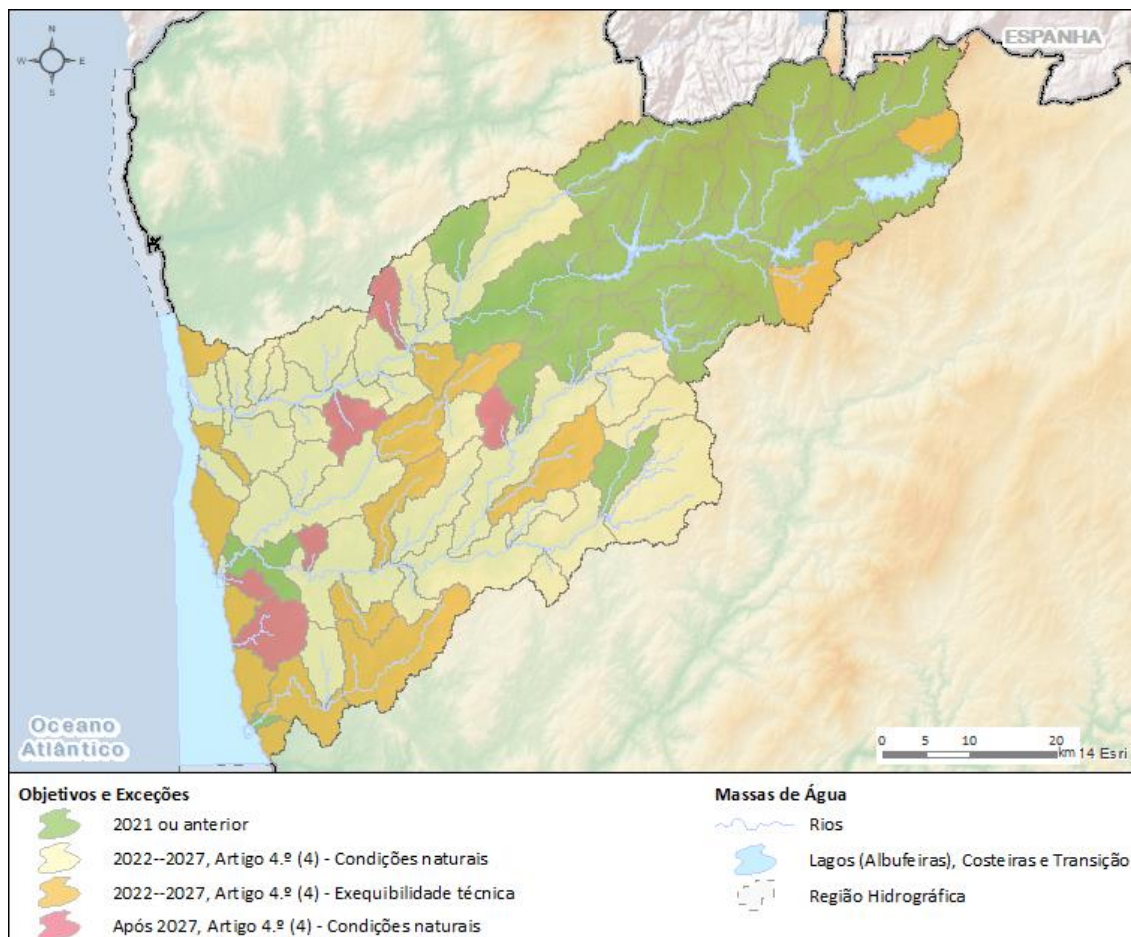 N
W E
S
ESPANHA
Oceano
Atlântico
0 5 10 20
km 14 Esri
Objetivos e Exceções
2021 ou anterior
2022--2027, Artigo 4.º (4) - Condições naturais
2022--2027, Artigo 4.º (4) - Exequibilidade técnica
Após 2027, Artigo 4.º (4) - Condições naturais
Massas de Água
Rios
Lagos (Albufeiras), Costeiras e Transição
Região Hidrográfica